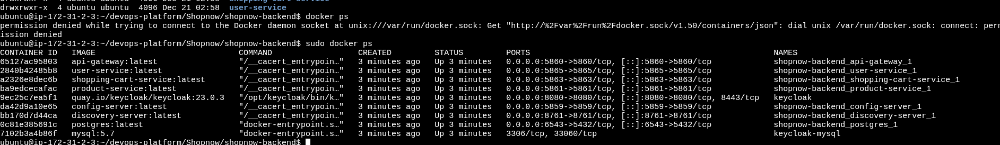 drwxrwxr-x  4 ubuntu ubuntu  4096 Dec 21 02:58  shopping-cart-service
drwxrwxr-x  4 ubuntu ubuntu  4096 Dec 21 02:58  user-service
ubuntu@ip-172-31-2-3:~/devops-platform/Shopnow/shopnow-backend$ docker ps
permission denied while trying to connect to the Docker daemon socket at unix:///var/run/docker.sock: Get "http://%2Fvar%2Frun%2Fdocker.sock/v1.50/containers/json": dial unix /var/run/docker.sock: connect: perm
ission denied
ubuntu@ip-172-31-2-3:~/devops-platform/Shopnow/shopnow-backend$ sudo docker ps
CONTAINER ID   IMAGE                              COMMAND                  CREATED         STATUS         PORTS                                                   NAMES
65127ac95803   api-gateway:latest                 "/__cacert_entrypoin…"   3 minutes ago   Up 3 minutes   0.0.0.0:5860->5860/tcp, [::]:5860->5860/tcp             shopnow-backend_api-gateway_1
2840b42485b8   user-service:latest                "/__cacert_entrypoin…"   3 minutes ago   Up 3 minutes   0.0.0.0:5865->5865/tcp, [::]:5865->5865/tcp             shopnow-backend_user-service_1
a2326e8dec6b   shopping-cart-service:latest       "/__cacert_entrypoin…"   3 minutes ago   Up 3 minutes   0.0.0.0:5863->5863/tcp, [::]:5863->5863/tcp             shopnow-backend_shopping-cart-service_1
ba9edcecafac   product-service:latest             "/__cacert_entrypoin…"   3 minutes ago   Up 3 minutes   0.0.0.0:5861->5861/tcp, [::]:5861->5861/tcp             shopnow-backend_product-service_1
9ec25c7ea5f1   quay.io/keycloak/keycloak:23.0.3   "/opt/keycloak/bin/k…"   3 minutes ago   Up 3 minutes   0.0.0.0:8080->8080/tcp, [::]:8080->8080/tcp, 8443/tcp   keycloak
da42d9a10e65   config-server:latest               "/__cacert_entrypoin…"   3 minutes ago   Up 3 minutes   0.0.0.0:5859->5859/tcp, [::]:5859->5859/tcp             shopnow-backend_config-server_1
bb170d7d44ca   discovery-server:latest            "/__cacert_entrypoin…"   3 minutes ago   Up 3 minutes   0.0.0.0:8761->8761/tcp, [::]:8761->8761/tcp             shopnow-backend_discovery-server_1
0c81e385691c   postgres:latest                    "docker-entrypoint.s…"   3 minutes ago   Up 3 minutes   0.0.0.0:6543->5432/tcp, [::]:6543->5432/tcp             shopnow-backend_postgres_1
7102b3a4b86f   mysql:5.7                          "docker-entrypoint.s…"   3 minutes ago   Up 3 minutes   3306/tcp, 33060/tcp                                     keycloak-mysql
ubuntu@ip-172-31-2-3:~/devops-platform/Shopnow/shopnow-backend$